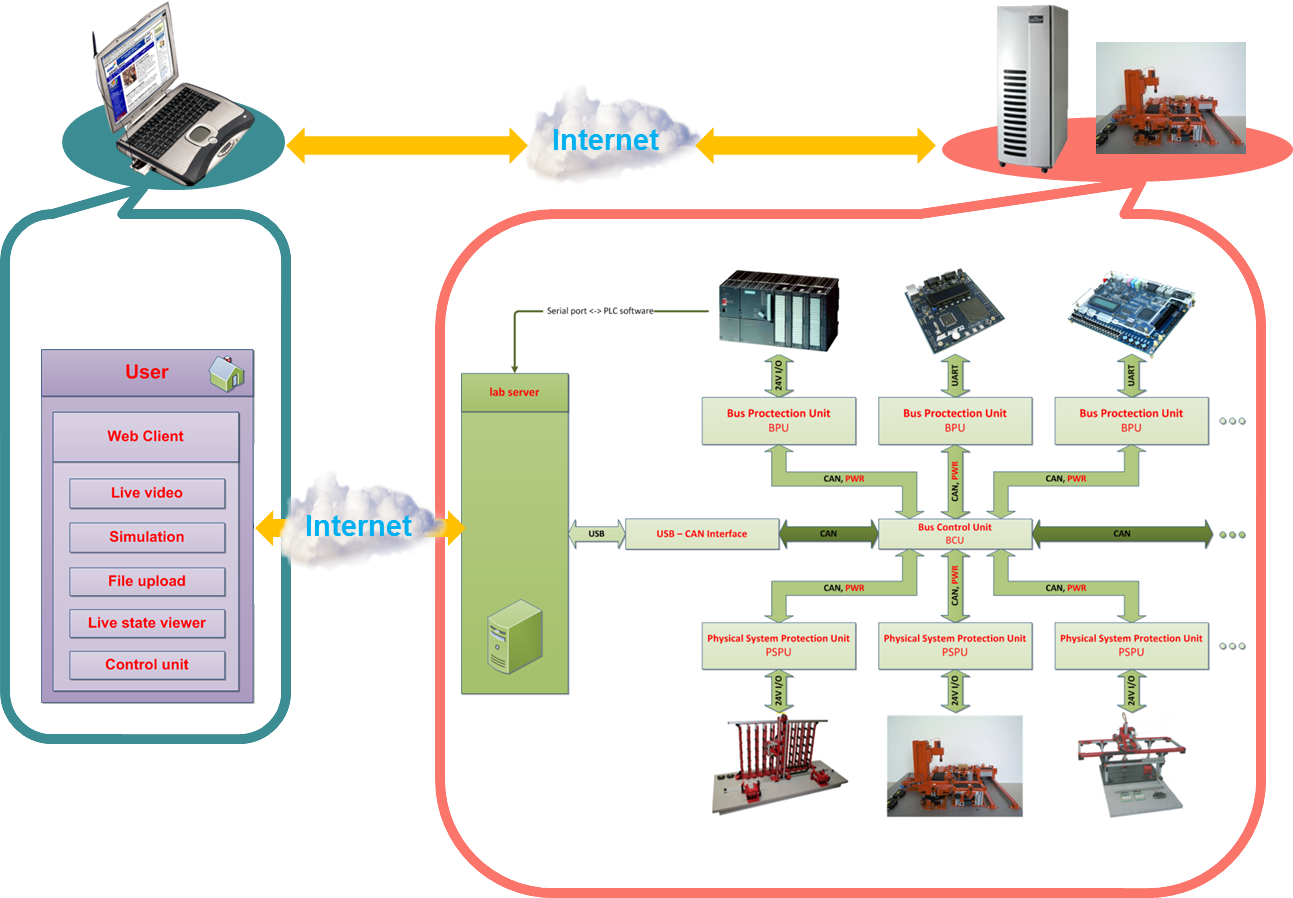 Internet
Serial port <-> PLC software
24V I/O
UART
UART
User
lab server
Bus Proctection Unit
BPU
Bus Proctection Unit
BPU
Bus Proctection Unit
BPU
Web Client
Live video
Simulation
File upload
Live state viewer
Control unit
Internet
CAN, PWR
CAN, PWR
CAN, PWR
USB
USB – CAN Interface
CAN
Bus Control Unit
BCU
CAN
CAN, PWR
CAN, PWR
CAN, PWR
Physical System Protection Unit
PSPU
Physical System Protection Unit
PSPU
Physical System Protection Unit
PSPU
24V I/O
24V I/O
24V I/O